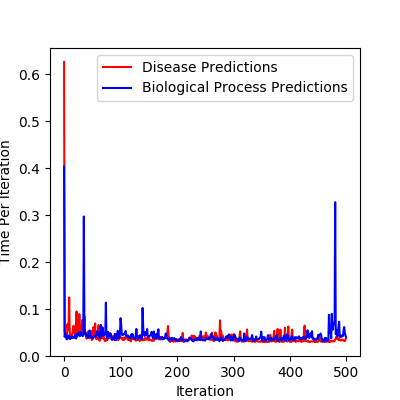 Disease Predictions
Biological Process Predictions
Time Per Iteration
0.6
0.5
0.4
0.3
0.2
0.1
0.0
0 100 200 300 400 500
Iteration